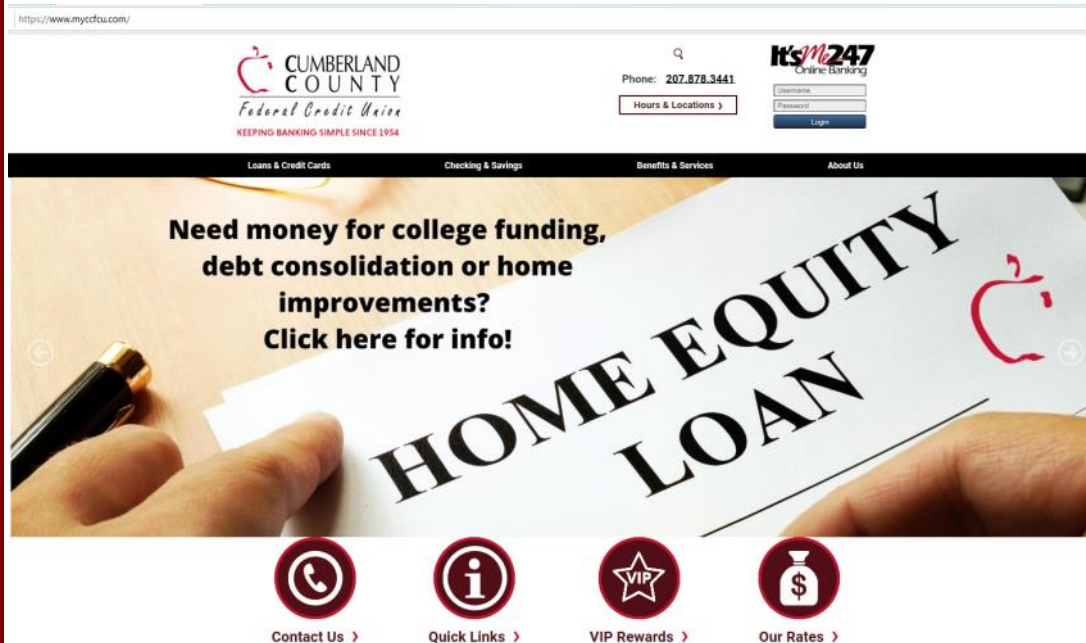 https://www.myccfcu.com/
CUMBERLAND
COUNTY
Federal Credit Union
KEEPING BANKING SIMPLE SINCE 1954
Phone: 207.878.3441
Hours & Locations ❭
It'sMe247
Online Banking
Username
Password
Login
Loans & Credit Cards
Checking & Savings
Benefits & Services
About Us
Need money for college funding,
debt consolidation or home
improvements?
Click here for info!
HOME EQUITY
LOAN
VIP
$
Contact Us ❭
Quick Links ❭
VIP Rewards ❭
Our Rates ❭